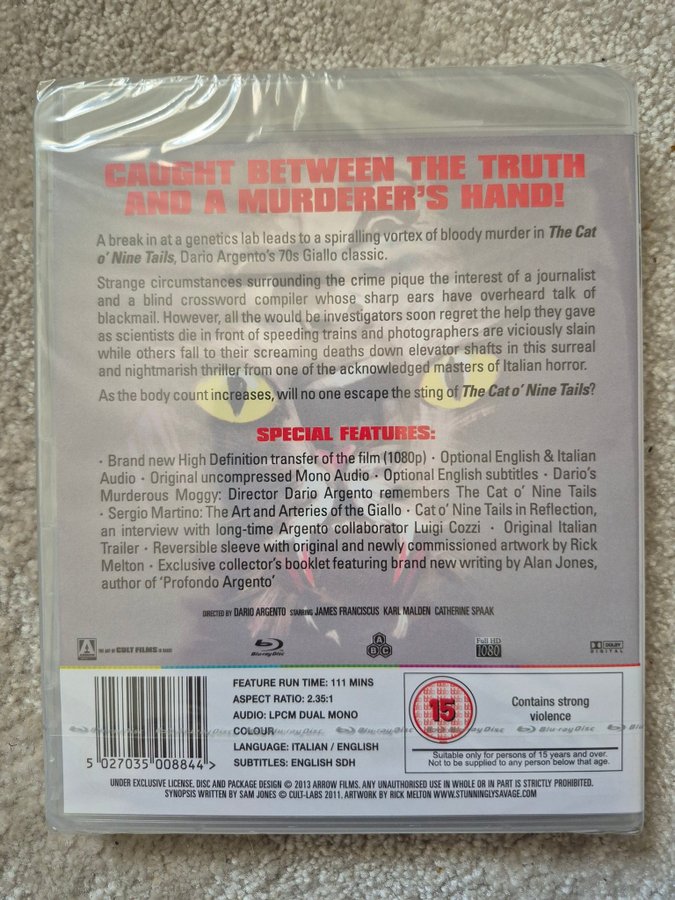 CAUGHT BETWEEN THE TRUTH
AND A MURDERER'S HAND!
A break in at a genetics lab leads to a spiralling vortex of bloody murder in The Cat
o' Nine Tails, Dario Argento's 70s Giallo classic.
Strange circumstances surrounding the crime pique the interest of a journalist
and a blind crossword compiler whose sharp ears have overheard talk of
blackmail. However, all the would be investigators soon regret the help they gave
as scientists die in front of speeding trains and photographers are viciously slain
while others fall to their screaming deaths down elevator shafts in this surreal
and nightmarish thriller from one of the acknowledged masters of Italian horror.
As the body count increases, will no one escape the sting of The Cat o' Nine Tails?
SPECIAL FEATURES:
· Brand new High Definition transfer of the film (1080p) · Optional English & Italian
Audio · Original uncompressed Mono Audio · Optional English subtitles · Dario's
Murderous Moggy: Director Dario Argento remembers The Cat o' Nine Tails
· Sergio Martino: The Art and Arteries of the Giallo · Cat o' Nine Tails in Reflection,
an interview with long-time Argento collaborator Luigi Cozzi · Original Italian
Trailer · Reversible sleeve with original and newly commissioned artwork by Rick
Melton · Exclusive collector's booklet featuring brand new writing by Alan Jones,
author of 'Profondo Argento'
DIRECTED BY DARIO ARGENTO STARRING JAMES FRANCISCUS KARL MALDEN CATHERINE SPAAK
THE ART OF CULT FILMS IN Blu-ray Disc A B C Full HD 1080 DOLBY DIGITAL
FEATURE RUN TIME: 111 MINS
ASPECT RATIO: 2.35:1
AUDIO: LPCM DUAL MONO
COLOUR
LANGUAGE: ITALIAN / ENGLISH
SUBTITLES: ENGLISH SDH
5 027035 008844 >
15
Contains strong
violence
Suitable only for persons of 15 years and over.
Not to be supplied to any person below that age.
Blu-ray Disc Blu-ray Disc Blu-ray Disc Blu-ray Disc
UNDER EXCLUSIVE LICENSE. DISC AND PACKAGE DESIGN © 2013 ARROW FILMS. ANY UNAUTHORISED USE IN WHOLE OR IN PART IS STRICTLY PROHIBITED.
SYNOPSIS WRITTEN BY SAM JONES © CULT-LABS 2011. ARTWORK BY RICK MELTON WWW.STUNNINGLYSAVAGE.COM